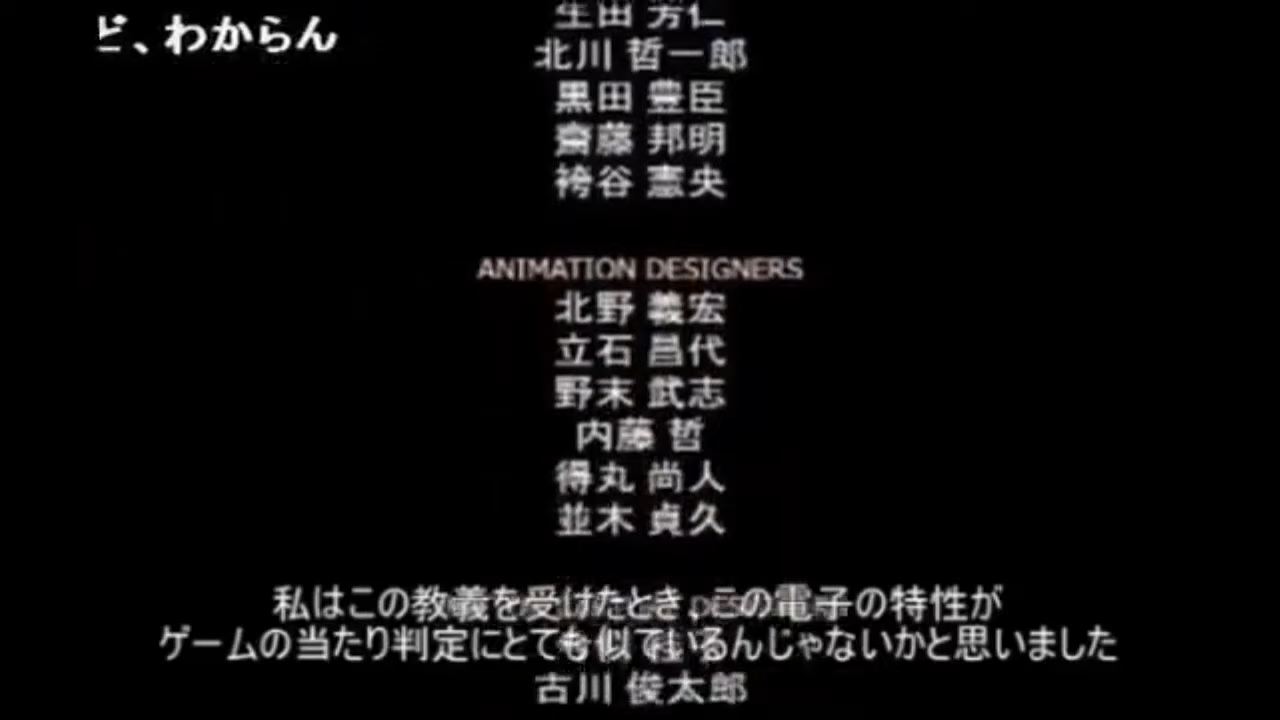 ど、わからん
生田 芳仁
北川 哲一郎
黒田 豊臣
齋藤 邦明
袴谷 憲央
ANIMATION DESIGNERS
北野 義宏
立石 昌代
野末 武志
内藤 哲
得丸 尚人
並木 貞久
私はこの教義を受けたとき、この電子の特性が
ゲームの当たり判定にとても似ているんじゃないかと思いました
古川 俊太郎